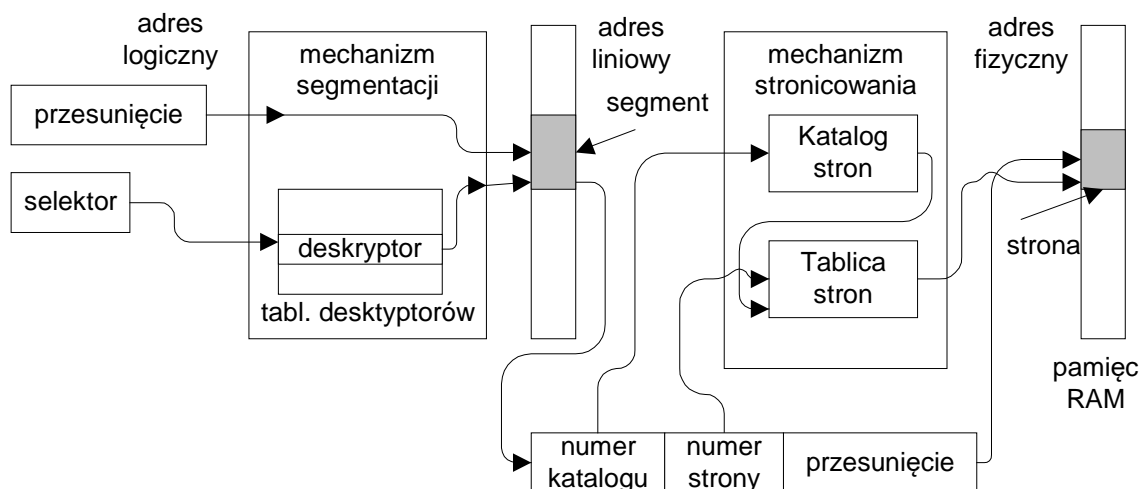 adres
logiczny
przesunięcie
selektor
mechanizm
segmentacji
deskryptor
tabl. desktyptorów
adres
liniowy
segment
mechanizm
stronicowania
Katalog
stron
Tablica
stron
adres
fizyczny
strona
pamięc
RAM
numer
katalogu
numer
strony
przesunięcie